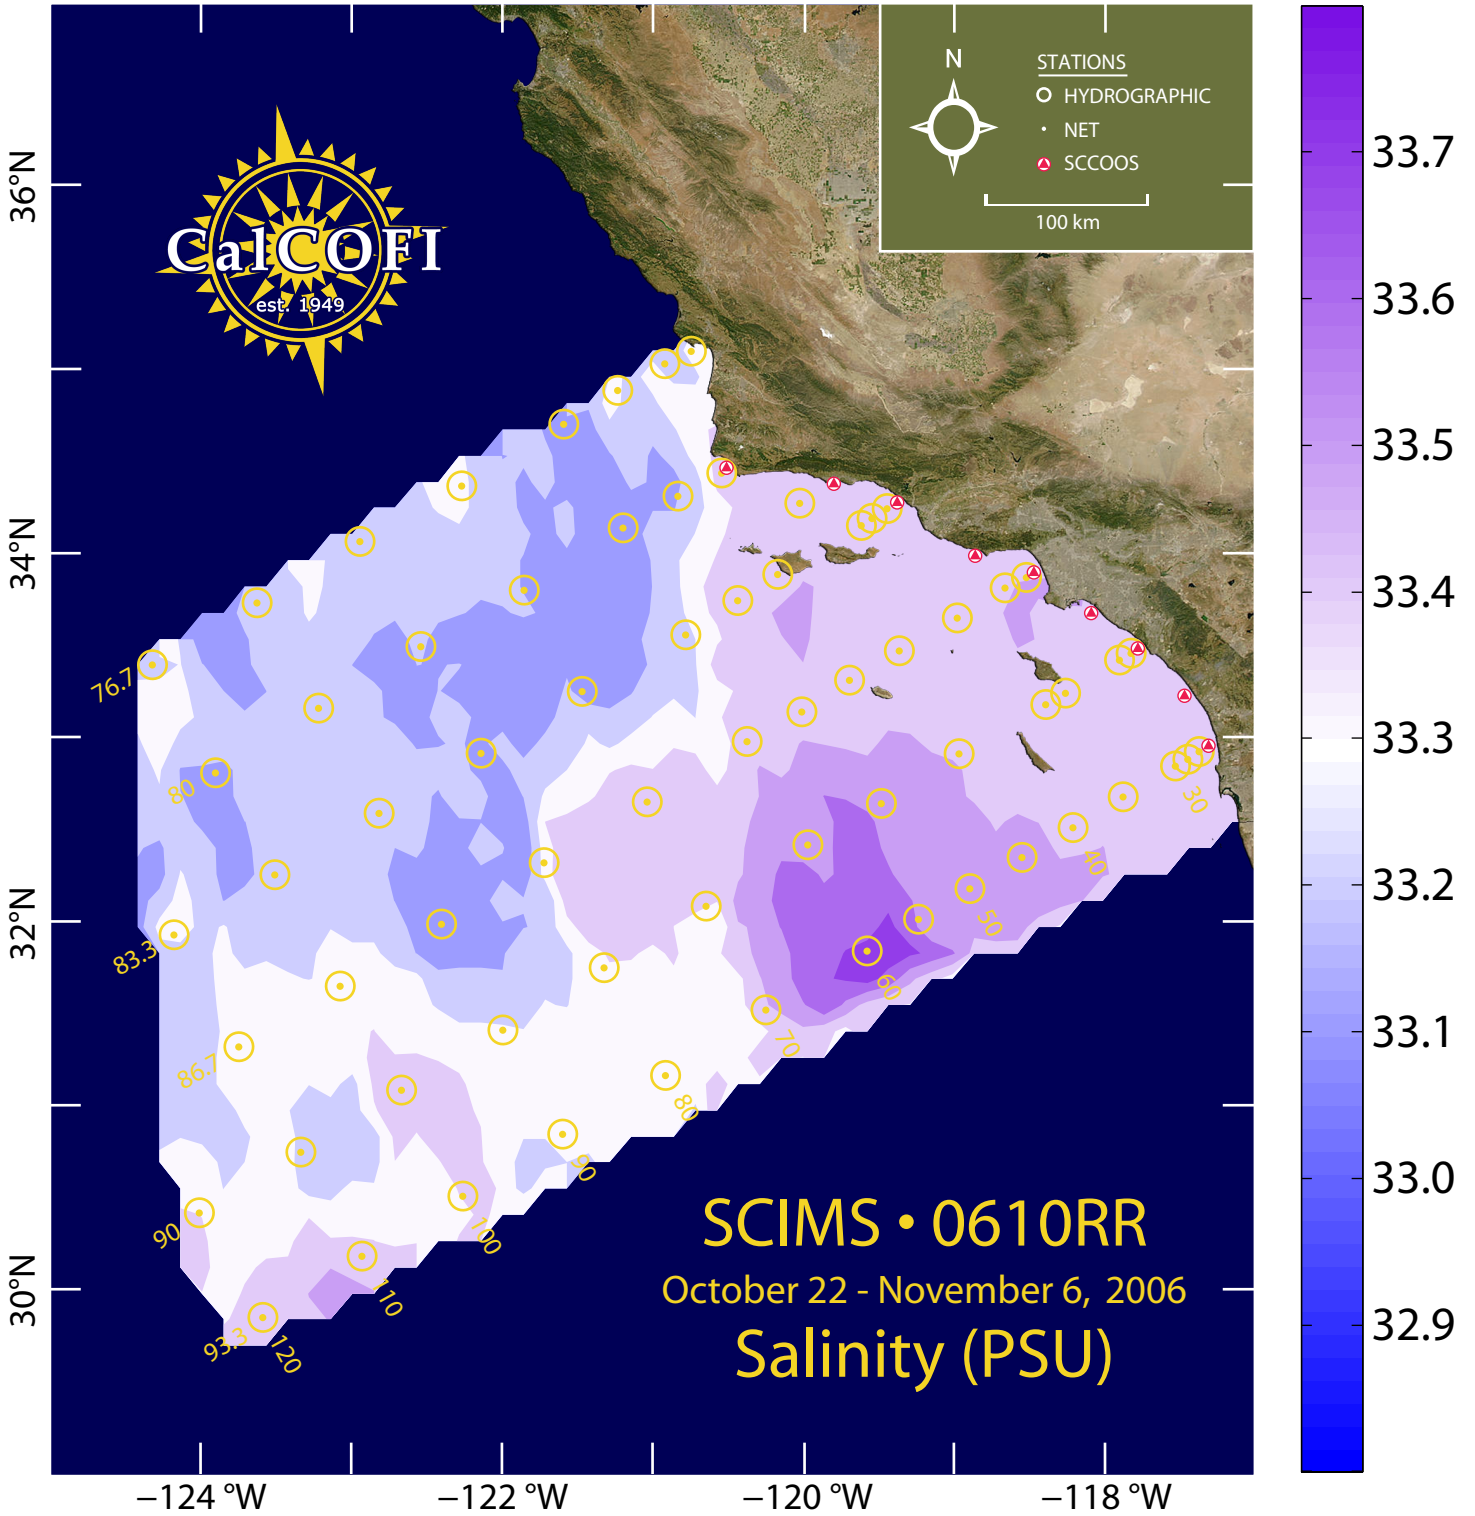 N
STATIONS
HYDROGRAPHIC
NET
SCCOOS
100 km
CalCOFI
est. 1949
36°N
34°N
32°N
30°N
76.7
80
83.3
86.7
90
93.3
120
110
100
90
80
70
60
50
40
30
SCIMS • 0610RR
October 22 - November 6, 2006
Salinity (PSU)
−124 °W
−122 °W
−120 °W
−118 °W
33.7
33.6
33.5
33.4
33.3
33.2
33.1
33.0
32.9